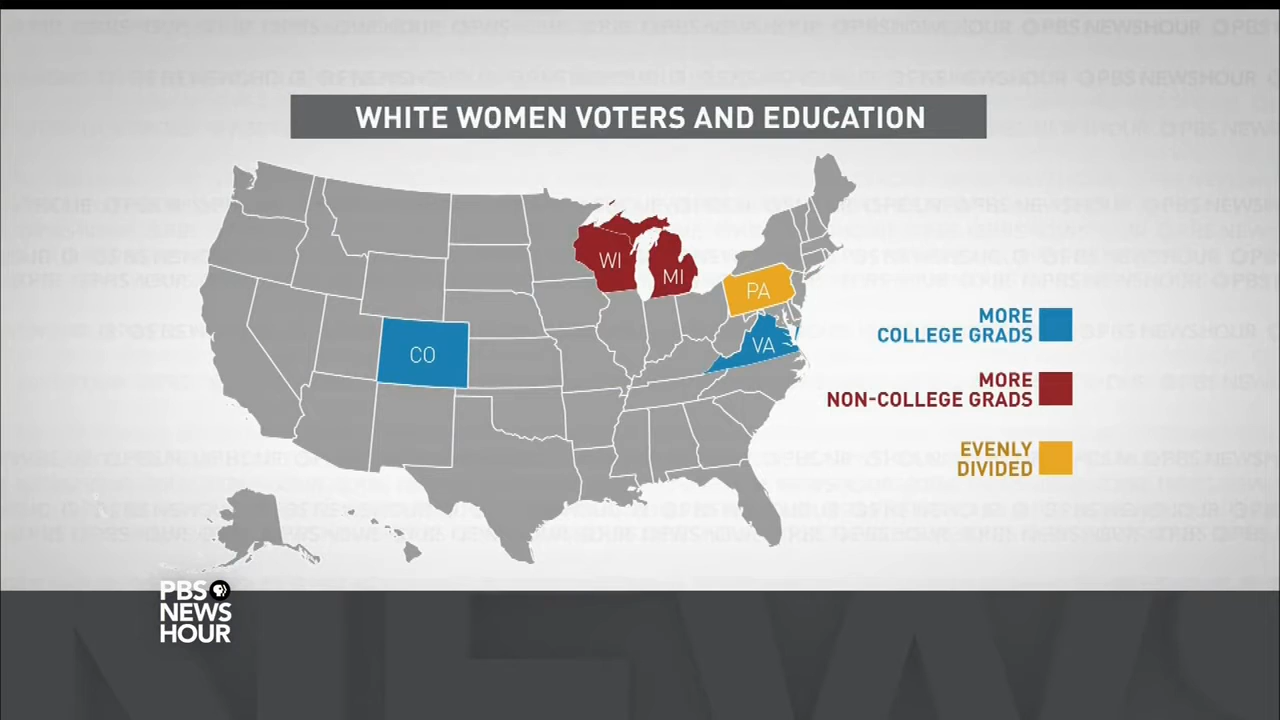 WHITE WOMEN VOTERS AND EDUCATION
WI
MI
PA
CO
VA
MORE
COLLEGE GRADS
MORE
NON-COLLEGE GRADS
EVENLY
DIVIDED
PBS
NEWS
HOUR